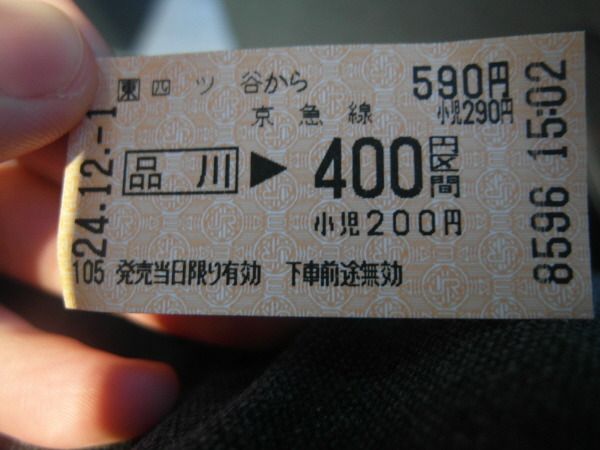 東 四ツ谷から 590円
京急線 小児290円
品川 ▶ 400円区間
小児200円
105 発売当日限り有効 下車前途無効
24.12.-1
8596 15:02